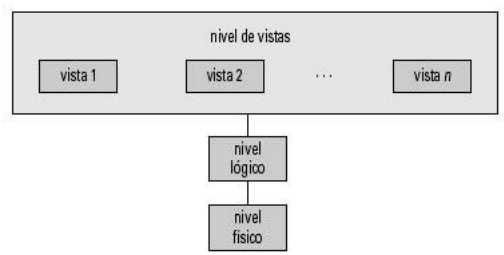 nivel de vistas
vista 1 vista 2 ... vista n
nivel
lógico
nivel
físico